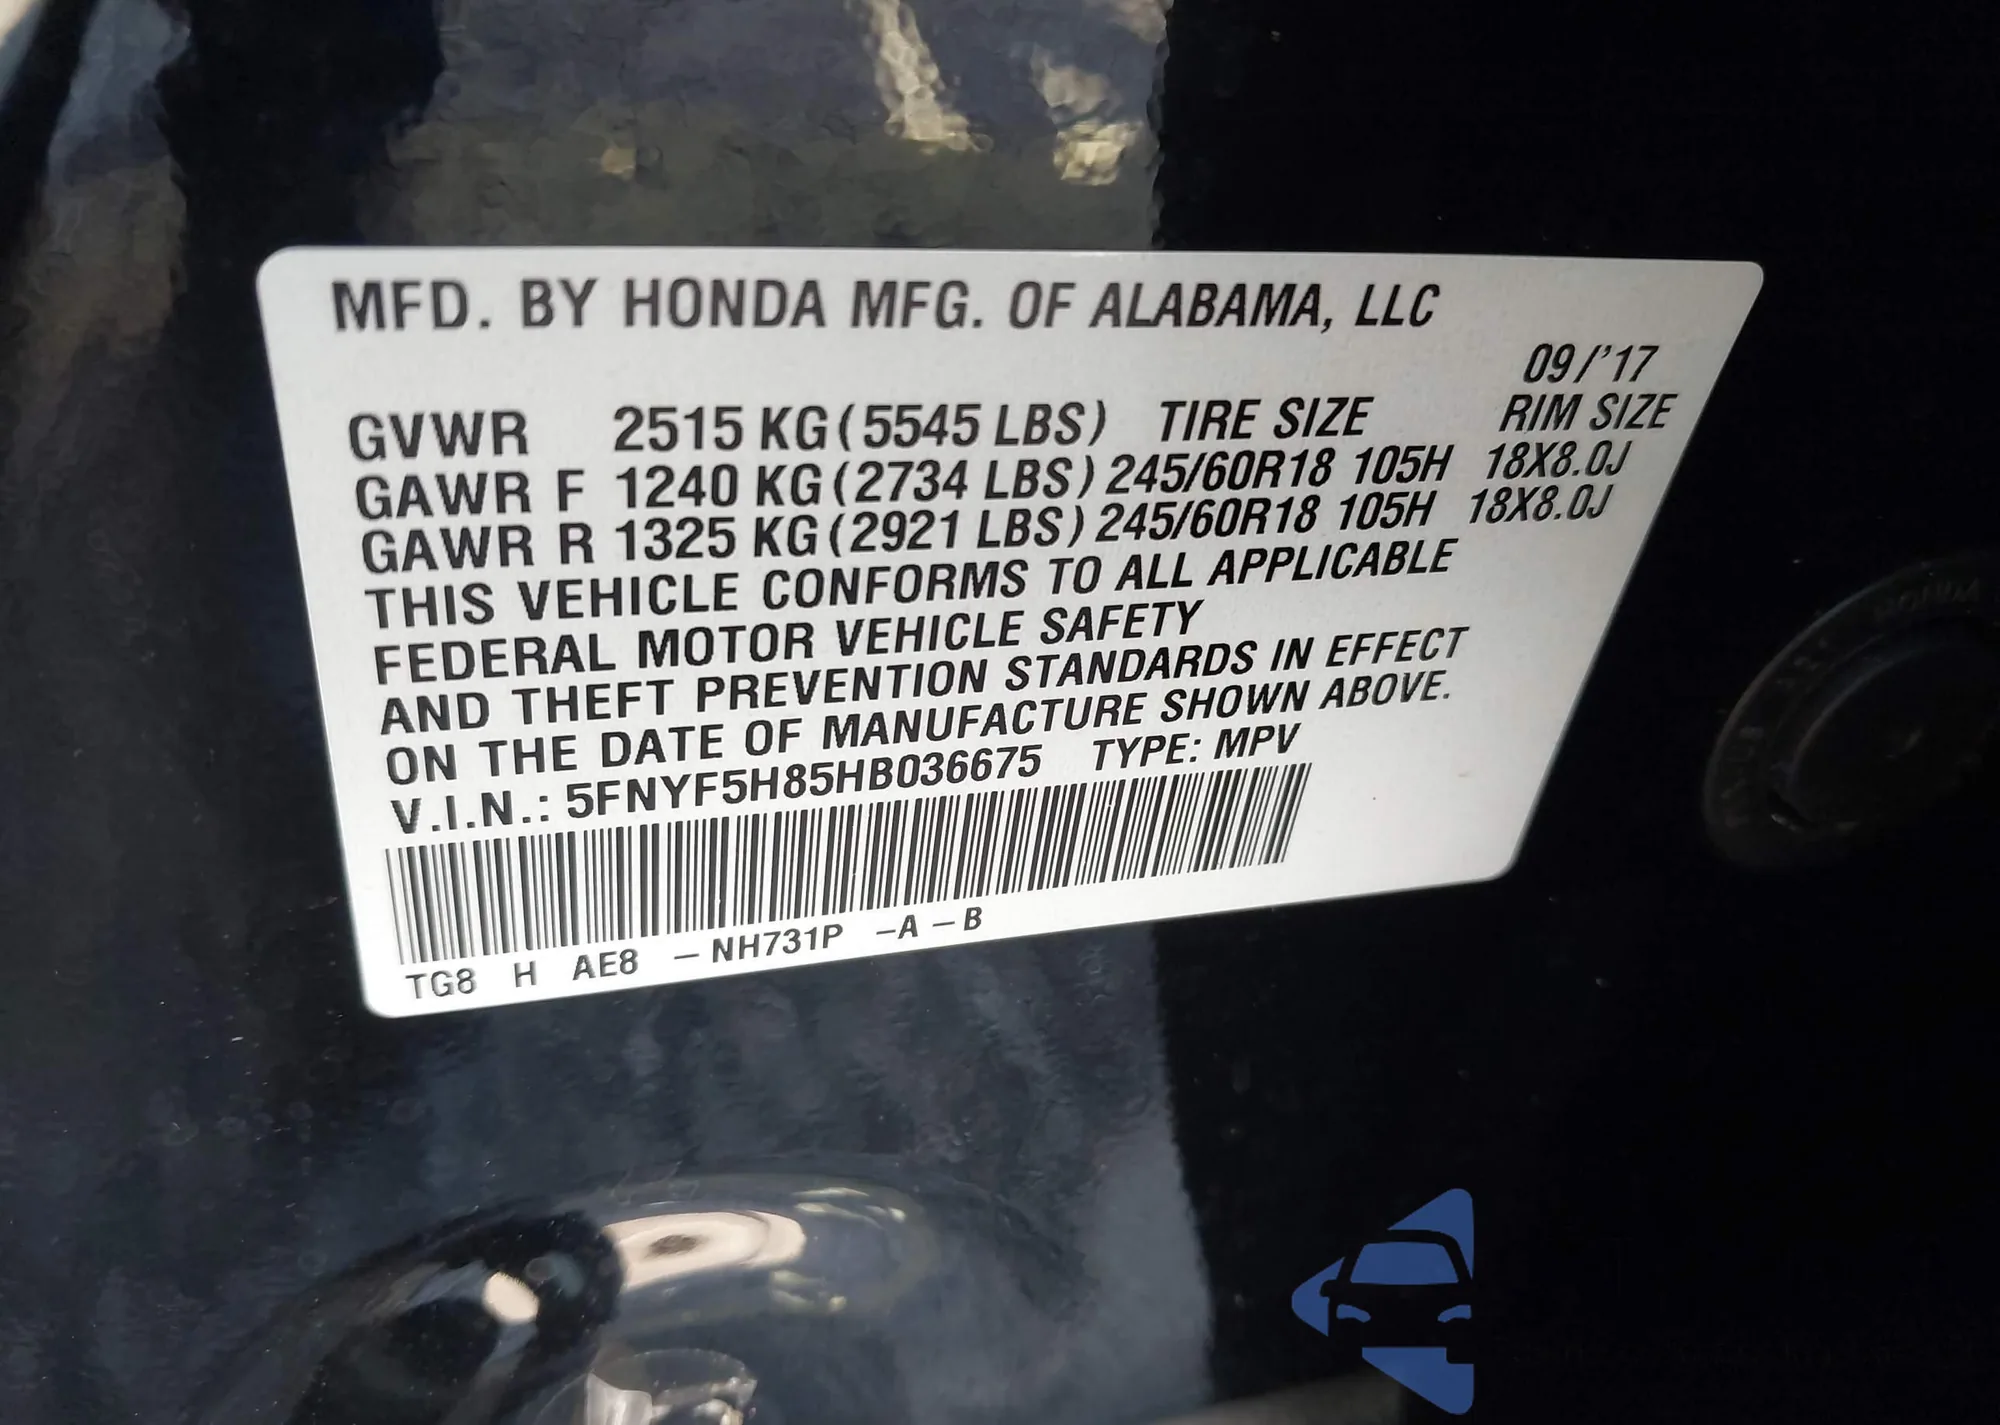 MFD. BY HONDA MFG. OF ALABAMA, LLC
09/'17
GVWR 2515 KG (5545 LBS) TIRE SIZE RIM SIZE
GAWR F 1240 KG (2734 LBS) 245/60R18 105H 18X8.0J
GAWR R 1325 KG (2921 LBS) 245/60R18 105H 18X8.0J
THIS VEHICLE CONFORMS TO ALL APPLICABLE
FEDERAL MOTOR VEHICLE SAFETY
AND THEFT PREVENTION STANDARDS IN EFFECT
ON THE DATE OF MANUFACTURE SHOWN ABOVE.
V.I.N.: 5FNYF5H85HB036675 TYPE: MPV
TG8 H AE8 -NH731P -A-B
HONDA